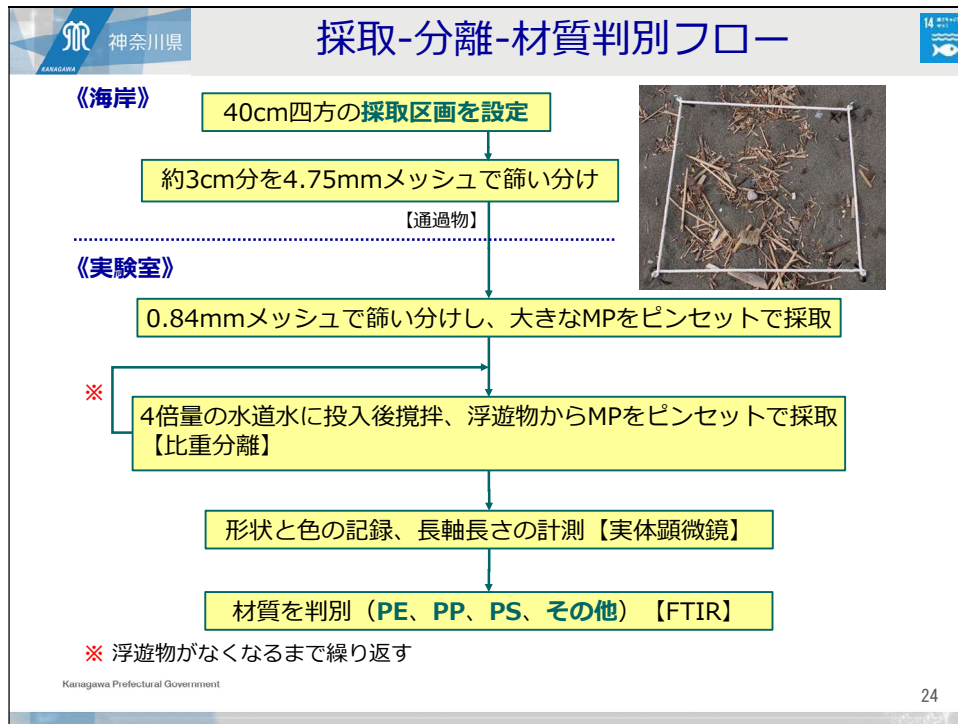 神奈川県
KANAGAWA
採取-分離-材質判別フロー
14
《海岸》
40cm四方の採取区画を設定
約3cm分を4.75mmメッシュで篩い分け
【通過物】
《実験室》
0.84mmメッシュで篩い分けし、大きなMPをピンセットで採取
※
4倍量の水道水に投入後撹拌、浮遊物からMPをピンセットで採取
【比重分離】
形状と色の記録、長軸長さの計測【実体顕微鏡】
材質を判別（PE、PP、PS、その他）【FTIR】
※ 浮遊物がなくなるまで繰り返す
Kanagawa Prefectural Government
24